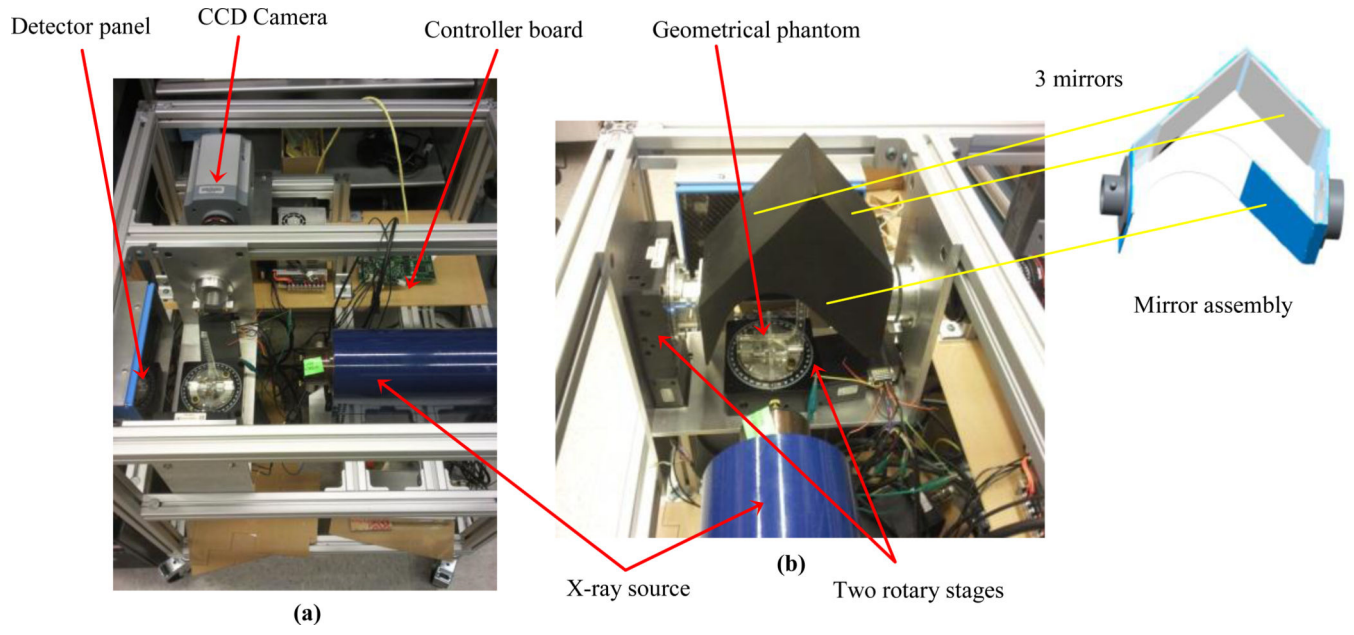 CCD Camera
Detector panel
Controller board
Geometrical phantom
3 mirrors
Mirror assembly
X-ray source
Two rotary stages
(a)
(b)